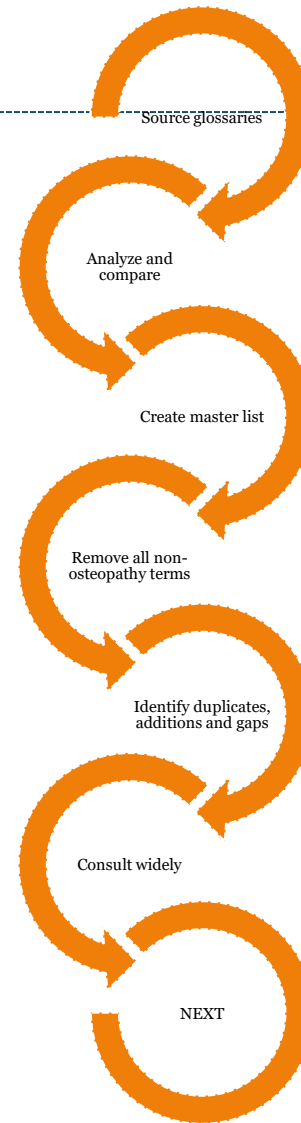 Source glossaries
Analyze and
compare
Create master list
Remove all non-
osteopathy terms
Identify duplicates,
additions and gaps
Consult widely
NEXT